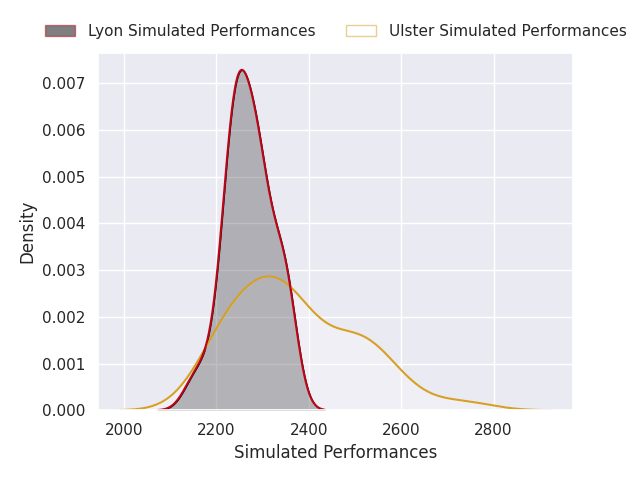 Lyon Simulated Performances Ulster Simulated Performances
0.007
0.006
0.005
0.004
0.003
0.002
0.001
0.000
Density
2000 2200 2400 2600 2800
Simulated Performances